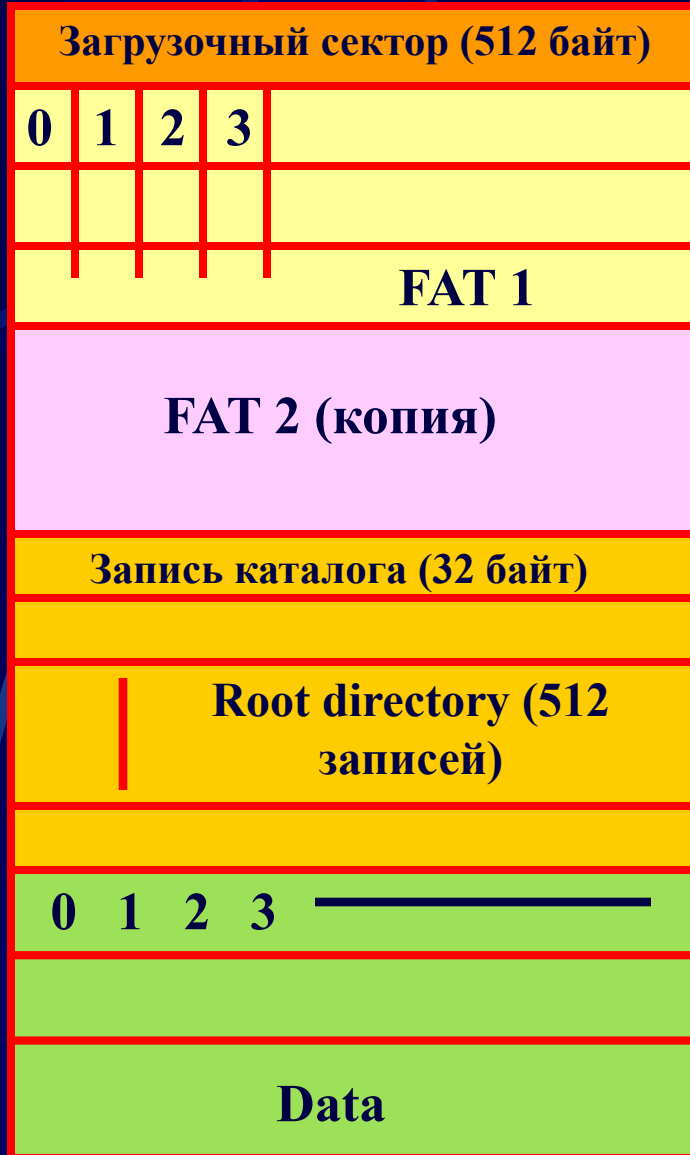 Загрузочный сектор (512 байт)
0 1 2 3
FAT 1
FAT 2 (копия)
Запись каталога (32 байт)
Root directory (512
записей)
0 1 2 3
Data